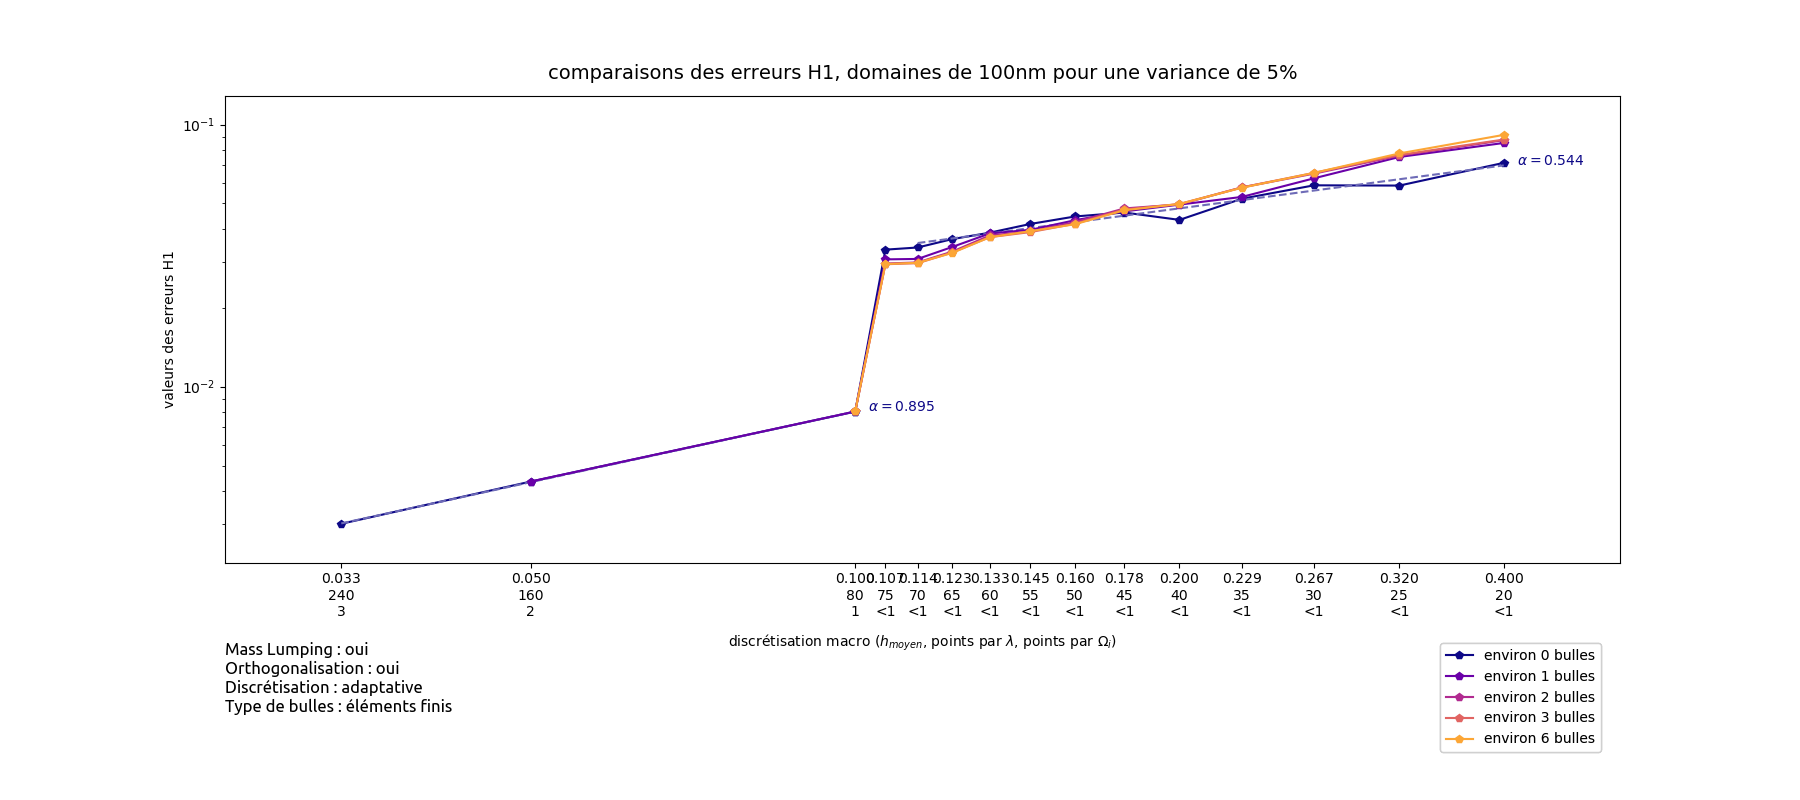 comparaisons des erreurs H1, domaines de 100nm pour une variance de 5%
valeurs des erreurs H1
10⁻¹
10⁻²
α = 0.544
α = 0.895
0.033 0.050 0.100 0.107 0.114 0.123 0.133 0.145 0.160 0.178 0.200 0.229 0.267 0.320 0.400
240 160 80 75 70 65 60 55 50 45 40 35 30 25 20
3 2 1 <1 <1 <1 <1 <1 <1 <1 <1 <1 <1 <1 <1
discrétisation macro (h_moyen, points par λ, points par Ω_i)
Mass Lumping : oui
Orthogonalisation : oui
Discrétisation : adaptative
Type de bulles : éléments finis
environ 0 bulles
environ 1 bulles
environ 2 bulles
environ 3 bulles
environ 6 bulles